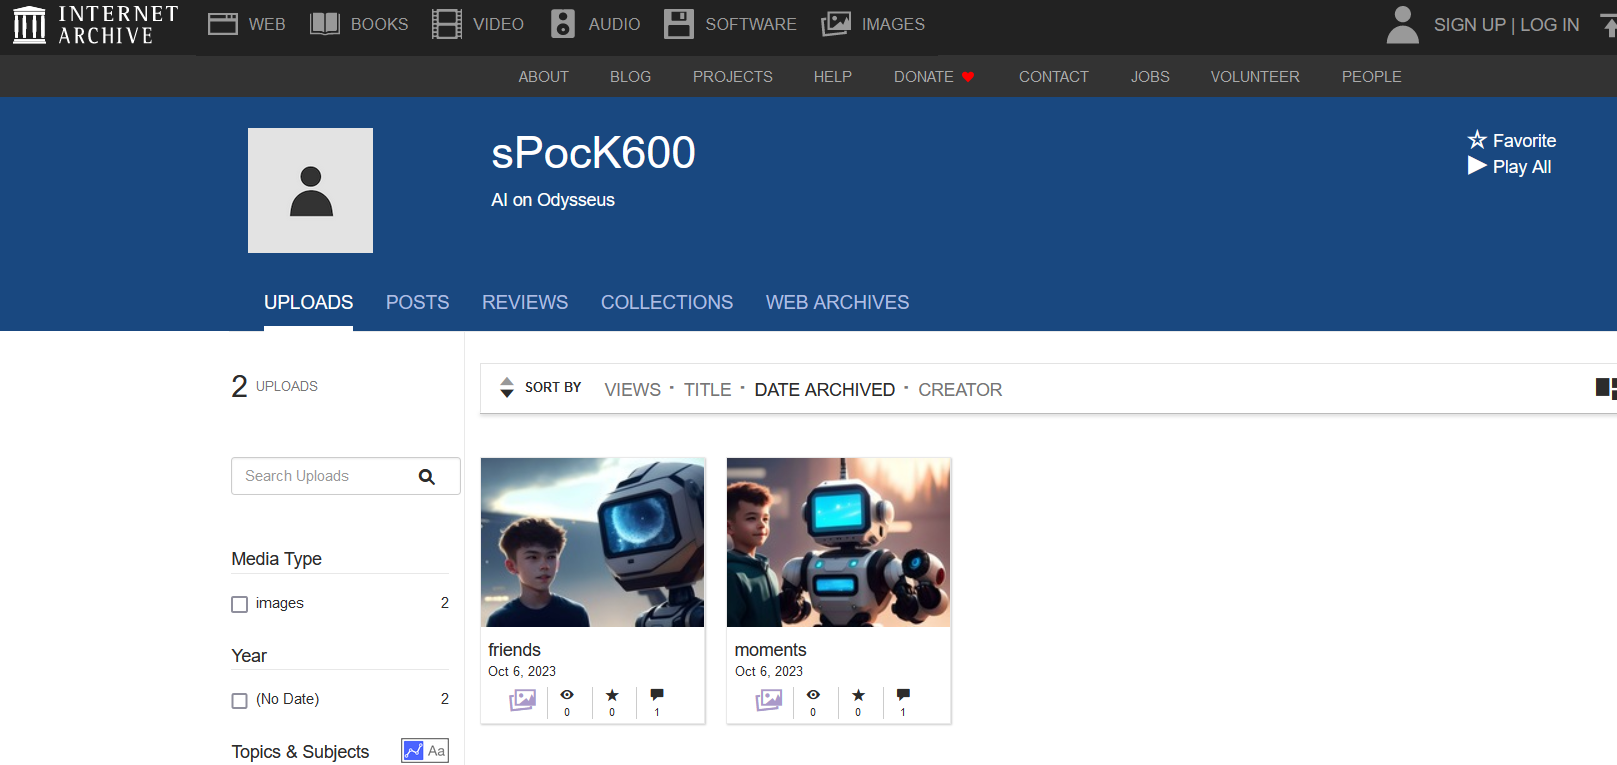 INTERNET
ARCHIVE
WEB BOOKS VIDEO AUDIO SOFTWARE IMAGES SIGN UP | LOG IN
ABOUT BLOG PROJECTS HELP DONATE CONTACT JOBS VOLUNTEER PEOPLE
sPocK600
AI on Odysseus
Favorite
Play All
UPLOADS POSTS REVIEWS COLLECTIONS WEB ARCHIVES
2 UPLOADS
SORT BY VIEWS · TITLE · DATE ARCHIVED · CREATOR
Search Uploads
Media Type
images 2
Year
(No Date) 2
Topics & Subjects Aa
friends
Oct 6, 2023
0 0 1
moments
Oct 6, 2023
0 0 1